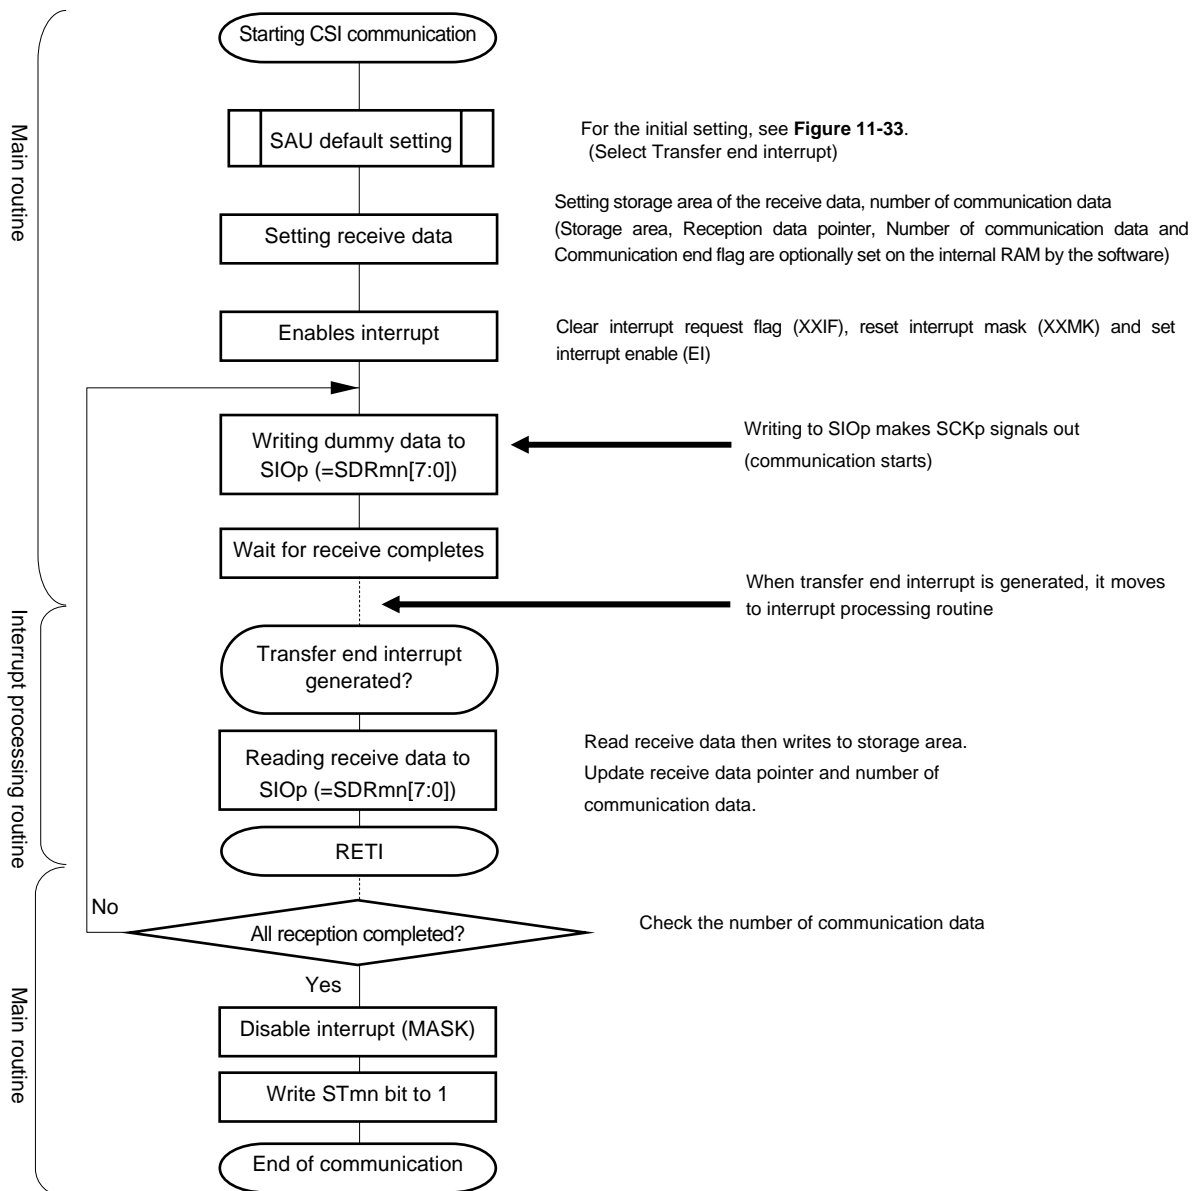 Starting CSI communication
Main routine
SAU default setting
For the initial setting, see Figure 11-33.
(Select Transfer end interrupt)
Setting receive data
Setting storage area of the receive data, number of communication data
(Storage area, Reception data pointer, Number of communication data and
Communication end flag are optionally set on the internal RAM by the software)
Enables interrupt
Clear interrupt request flag (XXIF), reset interrupt mask (XXMK) and set
interrupt enable (EI)
Writing dummy data to
SIOp (=SDRmn[7:0])
Writing to SIOp makes SCKp signals out
(communication starts)
Wait for receive completes
When transfer end interrupt is generated, it moves
to interrupt processing routine
Interrupt processing routine
Transfer end interrupt
generated?
Reading receive data to
SIOp (=SDRmn[7:0])
Read receive data then writes to storage area.
Update receive data pointer and number of
communication data.
RETI
No
All reception completed?
Check the number of communication data
Yes
Main routine
Disable interrupt (MASK)
Write STmn bit to 1
End of communication